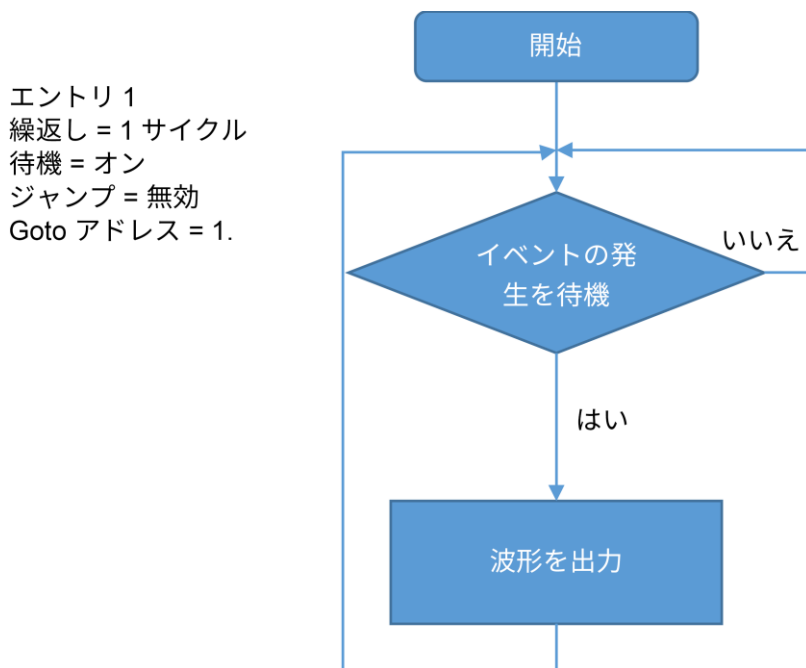 開始
エントリ 1
繰返し = 1 サイクル
待機 = オン
ジャンプ = 無効
Goto アドレス = 1.
イベントの発
生を待機
いいえ
はい
波形を出力